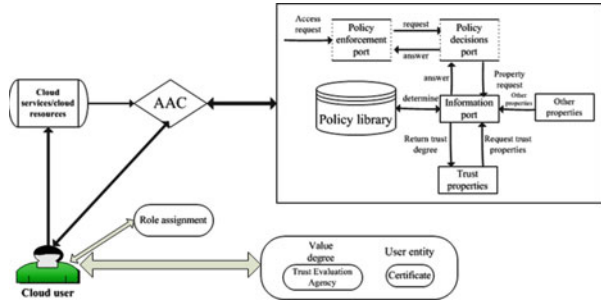 Access
request
Policy
enforcement
port
request
answer
Policy
decisions
port
Cloud
services/cloud
resources
AAC
answer
Property
request
Other
properties
determine
Information
port
Other
properties
Policy library
Return trust
degree
Request trust
properties
Trust
properties
Role assignment
Value
degree
User entity
Trust Evaluation
Agency
Certificate
Cloud user